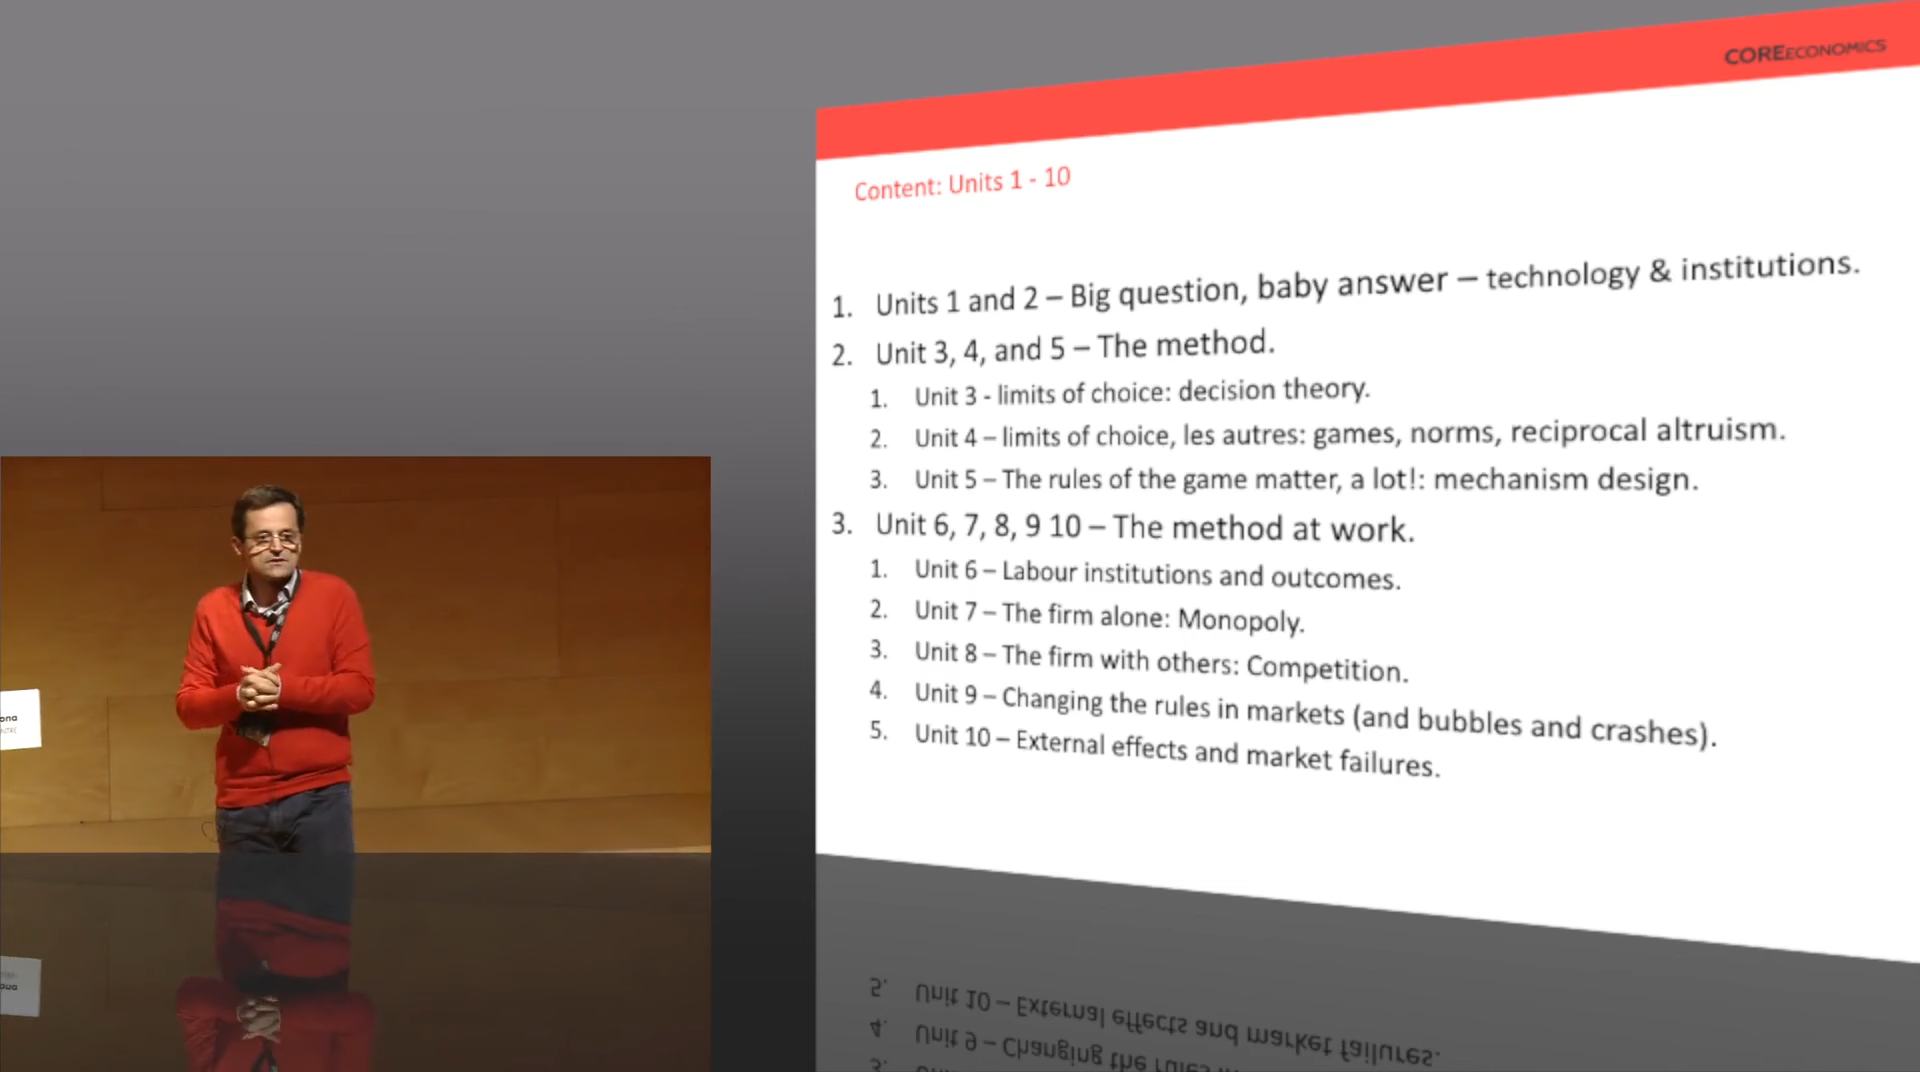 COREECONOMICS
Content: Units 1 - 10
1. Units 1 and 2 – Big question, baby answer – technology & institutions.
2. Unit 3, 4, and 5 – The method.
1. Unit 3 - limits of choice: decision theory.
2. Unit 4 – limits of choice, les autres: games, norms, reciprocal altruism.
3. Unit 5 – The rules of the game matter, a lot!: mechanism design.
3. Unit 6, 7, 8, 9 10 – The method at work.
1. Unit 6 – Labour institutions and outcomes.
2. Unit 7 – The firm alone: Monopoly.
3. Unit 8 – The firm with others: Competition.
4. Unit 9 – Changing the rules in markets (and bubbles and crashes).
5. Unit 10 – External effects and market failures.
ona